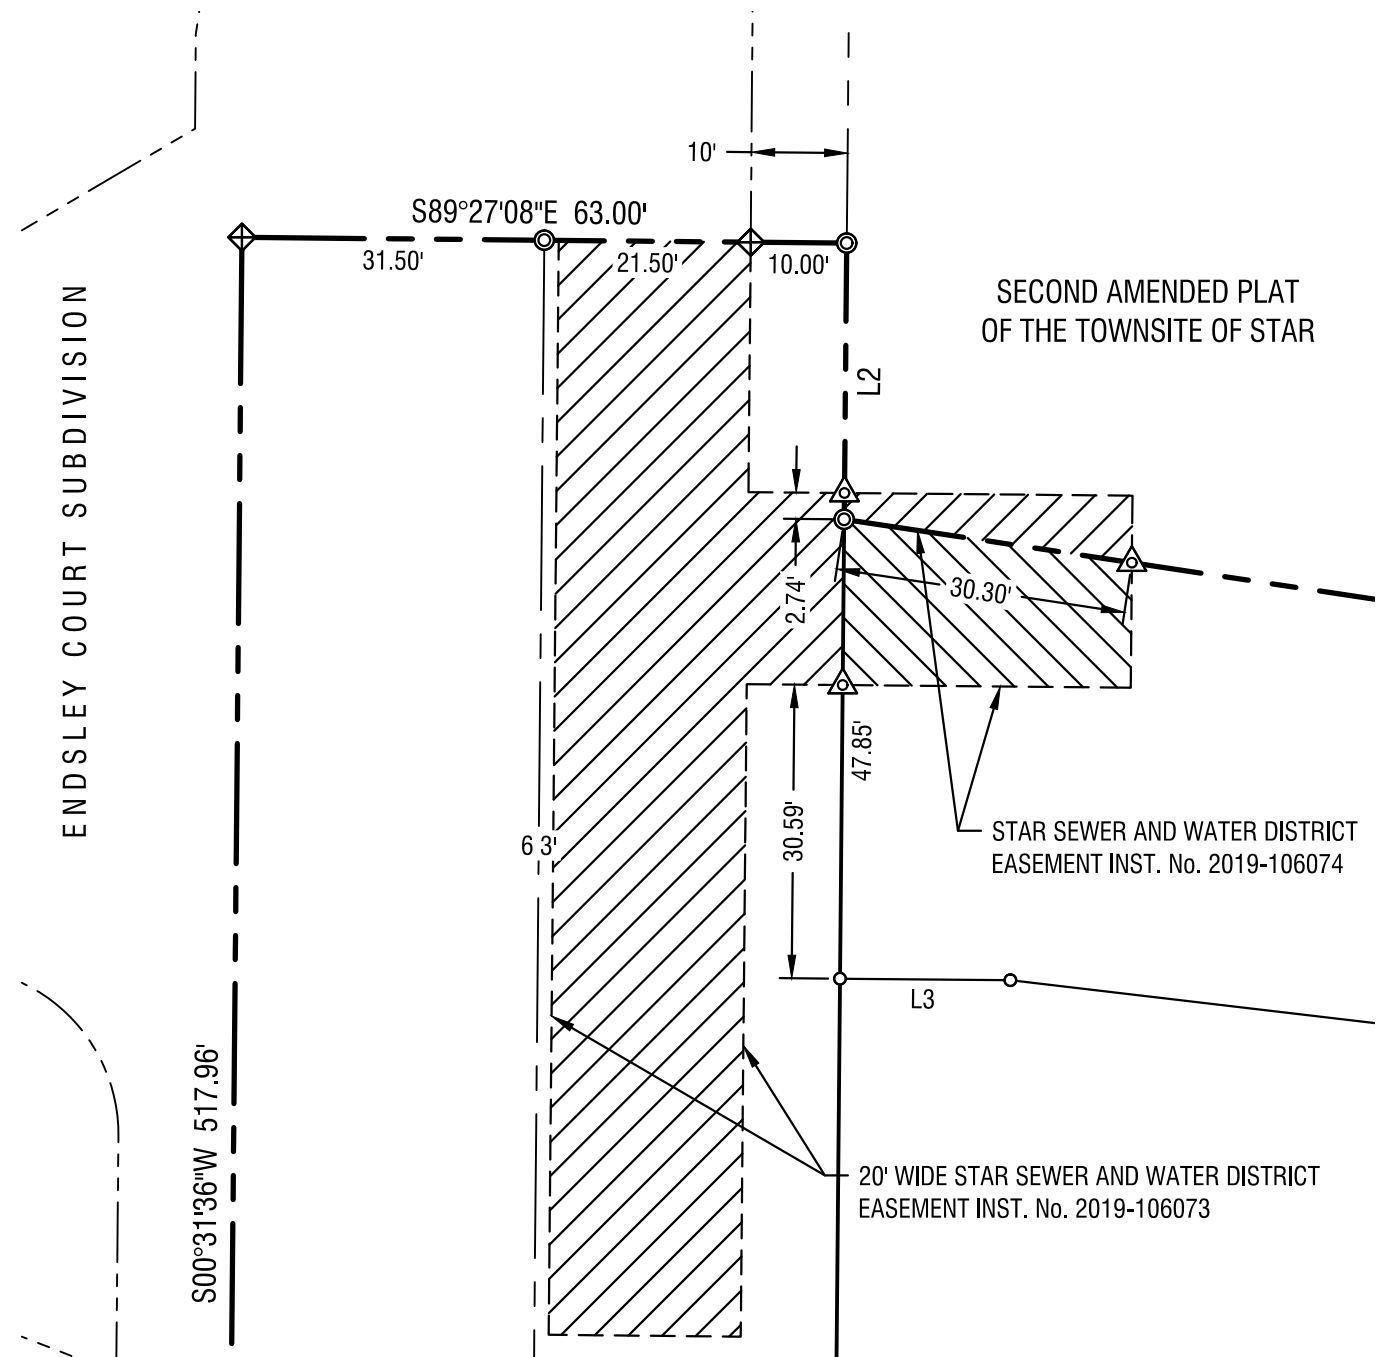 10'
S89°27'08"E 63.00'
31.50'
21.50'
10.00'
SECOND AMENDED PLAT
OF THE TOWNSITE OF STAR
ENDSLEY COURT SUBDIVISION
L2
2.74'
30.30'
47.85'
30.59'
6 3'
STAR SEWER AND WATER DISTRICT
EASEMENT INST. No. 2019-106074
L3
S00°31'36"W 517.96'
20' WIDE STAR SEWER AND WATER DISTRICT
EASEMENT INST. No. 2019-106073